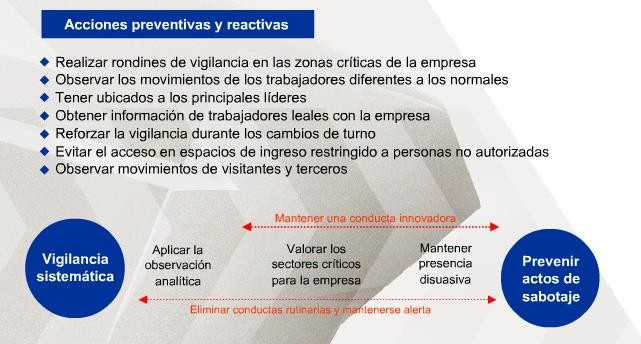 Acciones preventivas y reactivas
Realizar rondines de vigilancia en las zonas críticas de la empresa
Observar los movimientos de los trabajadores diferentes a los normales
Tener ubicados a los principales líderes
Obtener información de trabajadores leales con la empresa
Reforzar la vigilancia durante los cambios de turno
Evitar el acceso en espacios de ingreso restringido a personas no autorizadas
Observar movimientos de visitantes y terceros
Mantener una conducta innovadora
Vigilancia
sistemática
Aplicar la
observación
analítica
Valorar los
sectores críticos
para la empresa
Mantener
presencia
disuasiva
Prevenir
actos de
sabotaje
Eliminar conductas rutinarias y mantenerse alerta